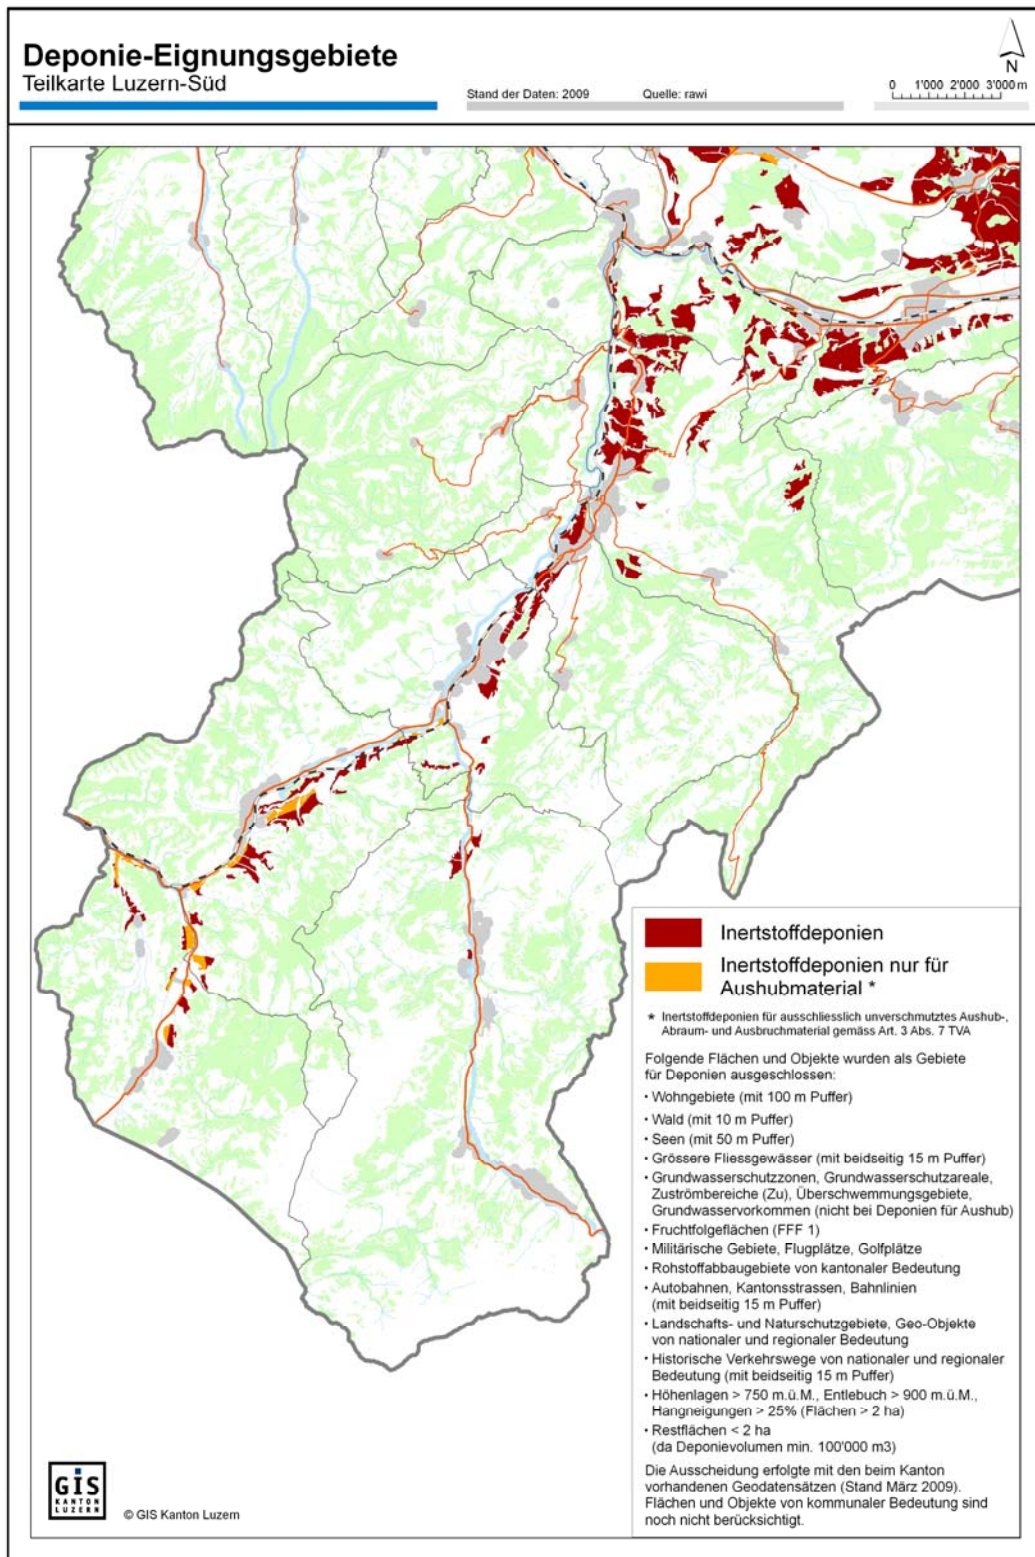 Deponie-Eignungsgebiete
Teilkarte Luzern-Süd
Stand der Daten: 2009 Quelle: rawi
N
0 1'000 2'000 3'000 m
Inertstoffdeponien
Inertstoffdeponien nur für
Aushubmaterial *
* Inertstoffdeponien für ausschliesslich unverschmutztes Aushub-,
Abraum- und Ausbruchmaterial gemäss Art. 3 Abs. 7 TVA
Folgende Flächen und Objekte wurden als Gebiete
für Deponien ausgeschlossen:
• Wohngebiete (mit 100 m Puffer)
• Wald (mit 10 m Puffer)
• Seen (mit 50 m Puffer)
• Grössere Fliessgewässer (mit beidseitig 15 m Puffer)
• Grundwasserschutzzonen, Grundwasserschutzareale,
Zuströmbereiche (Zu), Überschwemmungsgebiete,
Grundwasservorkommen (nicht bei Deponien für Aushub)
• Fruchtfolgeflächen (FFF 1)
• Militärische Gebiete, Flugplätze, Golfplätze
• Rohstoffabbaugebiete von kantonaler Bedeutung
• Autobahnen, Kantonsstrassen, Bahnlinien
(mit beidseitig 15 m Puffer)
• Landschafts- und Naturschutzgebiete, Geo-Objekte
von nationaler und regionaler Bedeutung
• Historische Verkehrswege von nationaler und regionaler
Bedeutung (mit beidseitig 15 m Puffer)
• Höhenlagen > 750 m.ü.M., Entlebuch > 900 m.ü.M.,
Hangneigungen > 25% (Flächen > 2 ha)
• Restflächen < 2 ha
(da Deponievolumen min. 100'000 m3)
Die Ausscheidung erfolgte mit den beim Kanton
vorhandenen Geodatensätzen (Stand März 2009).
Flächen und Objekte von kommunaler Bedeutung sind
noch nicht berücksichtigt.
GIS
KANTON
LUZERN
© GIS Kanton Luzern